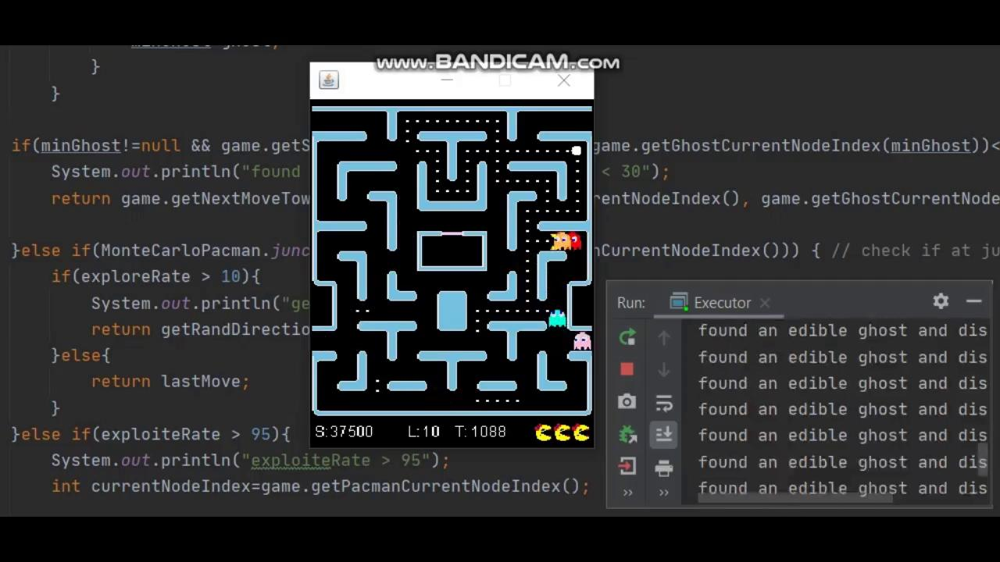 www.BANDICAM.com
}
}
if(minGhost!=null && game.getS
game.getGhostCurrentNodeIndex(minGhost))<
System.out.println("found
< 30");
return game.getNextMoveTow
rentNodeIndex(), game.getGhostCurrentNode
}else if(MonteCarloPacman.junc
nCurrentNodeIndex())) { // check if at ju
if(exploreRate > 10){
System.out.println("ge
return getRandDirectio
}else{
return lastMove;
}
}else if(exploiteRate > 95){
System.out.println("exploiteRate > 95");
int currentNodeIndex=game.getPacmanCurrentNodeIndex();
S:37500 L:10 T:1088
Run: Executor
found an edible ghost and dis
found an edible ghost and dis
found an edible ghost and dis
found an edible ghost and dis
found an edible ghost and dis
found an edible ghost and dis
found an edible ghost and dis